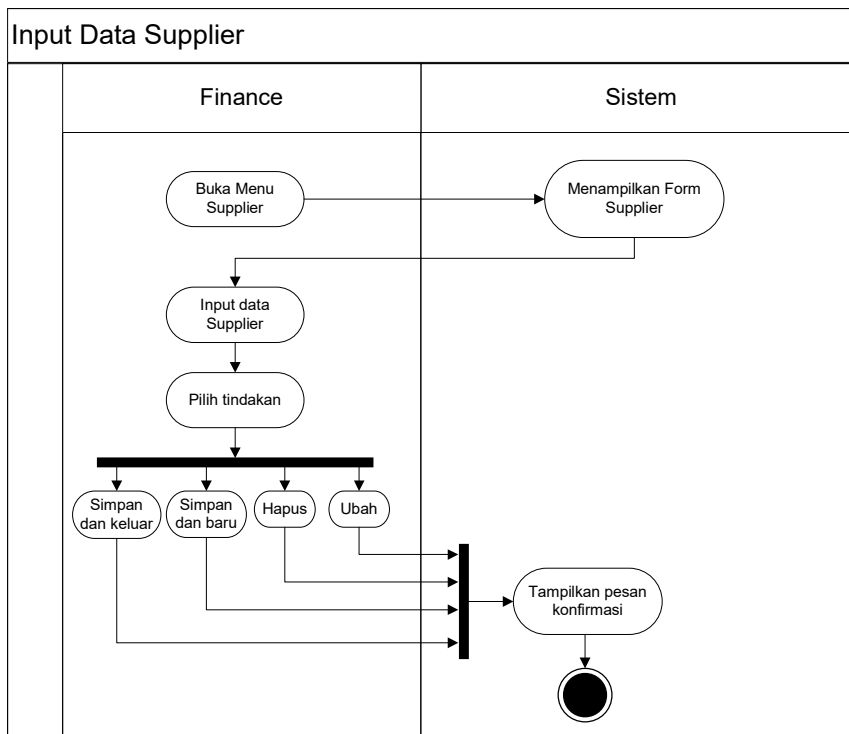 Input Data Supplier
Finance
Sistem
Buka Menu
Supplier
Menampilkan Form
Supplier
Input data
Supplier
Pilih tindakan
Simpan
dan keluar
Simpan
dan baru
Hapus
Ubah
Tampilkan pesan
konfirmasi